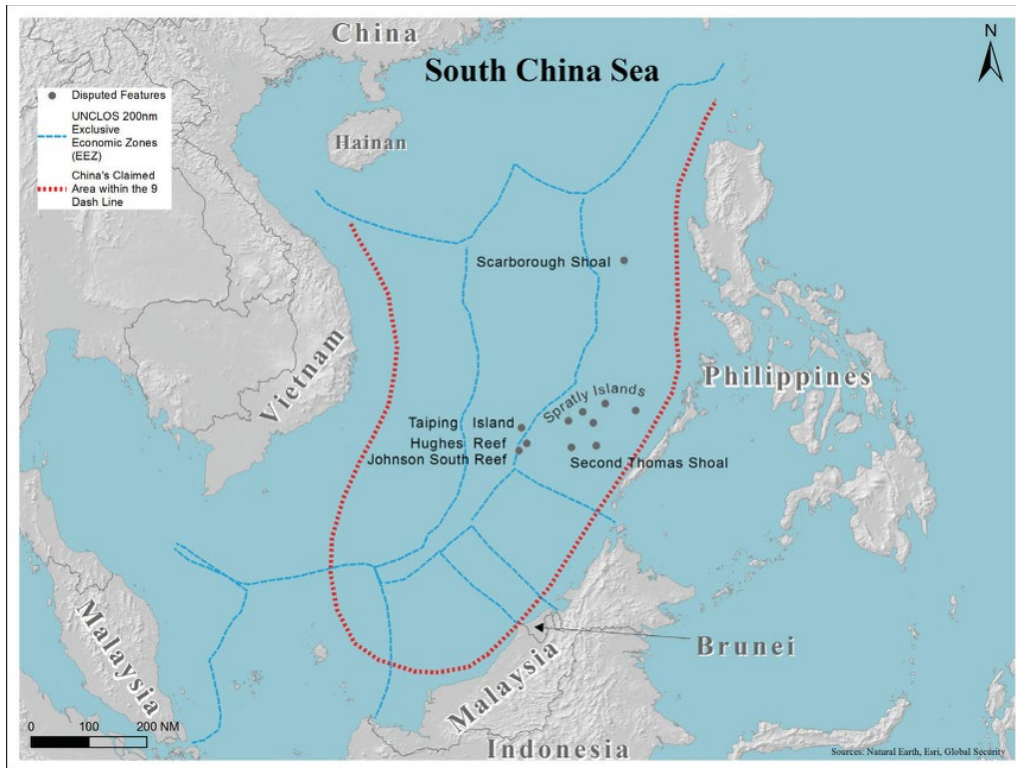 China
South China Sea
N
Disputed Features
UNCLOS 200nm
Exclusive
Economic Zones
(EEZ)
China's Claimed
Area within the 9
Dash Line
Hainan
Scarborough Shoal
Vietnam
Philippines
Spratly Islands
Taiping Island
Hughes Reef
Johnson South Reef
Second Thomas Shoal
Malaysia
Brunei
Malaysia
Indonesia
0 100 200 NM
Sources: Natural Earth, Esri, Global Security